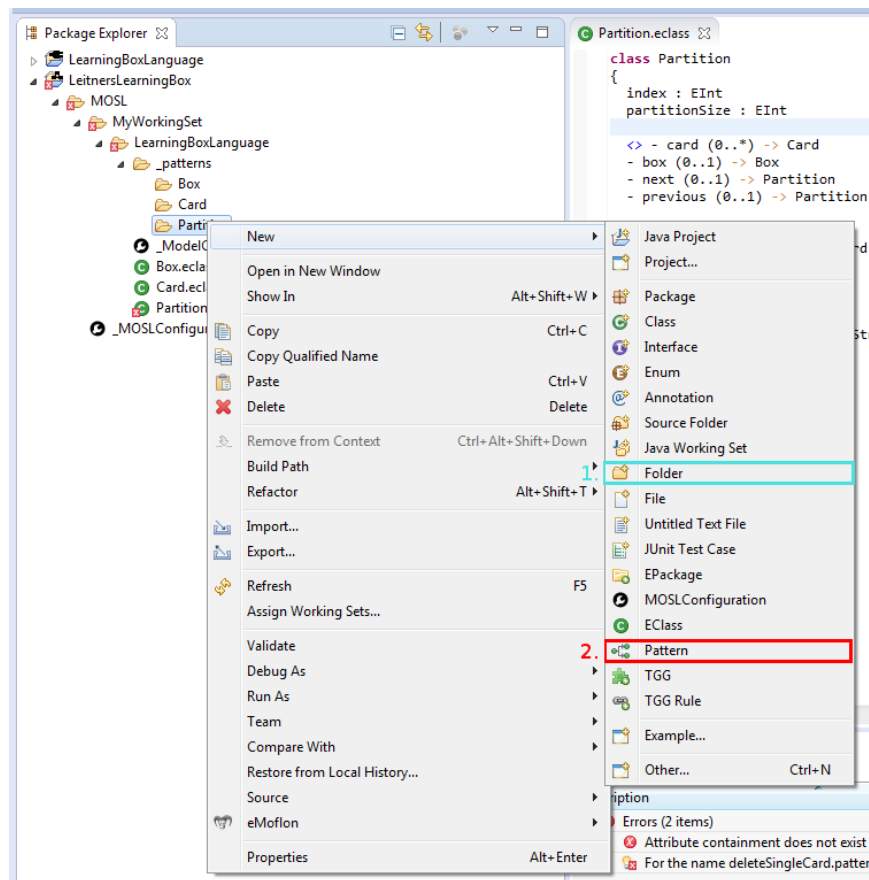 Package Explorer
LearningBoxLanguage
LeitnersLearningBox
MOSL
MyWorkingSet
LearningBoxLanguage
_patterns
Box
Card
_ModelC
Box.ecla
Card.ecl
Partition
_MOSLConfigur
Partition.eclass
class Partition
{
index : EInt
partitionSize : EInt
<> - card (0..*) -> Card
- box (0..1) -> Box
- next (0..1) -> Partition
- previous (0..1) -> Partition
rd
New
Open in New Window
Show In Alt+Shift+W
Copy Ctrl+C
Copy Qualified Name
Paste Ctrl+V
Delete Delete
Remove from Context Ctrl+Alt+Shift+Down
Build Path
Refactor Alt+Shift+T
Import...
Export...
Refresh F5
Assign Working Sets...
Validate
Debug As
Run As
Team
Compare With
Restore from Local History...
Source
eMoflon
Properties Alt+Enter
Java Project
Project...
Package
Class
Interface
Enum
Annotation
Source Folder
Java Working Set
1. Folder
File
Untitled Text File
JUnit Test Case
EPackage
MOSLConfiguration
EClass
2. Pattern
TGG
TGG Rule
Example...
Other... Ctrl+N
ription
Errors (2 items)
Attribute containment does not exist
For the name deleteSingleCard.patter